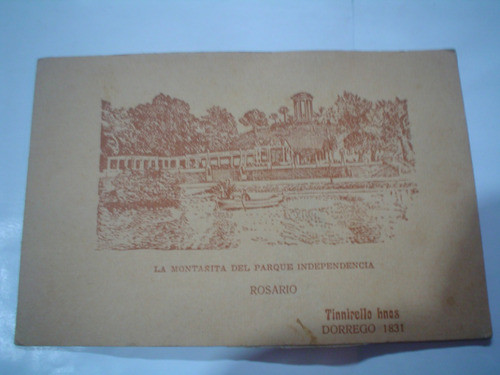 LA MONTAÑITA DEL PARQUE INDEPENDENCIA
ROSARIO
Tinnirello hnos
DORREGO 1831